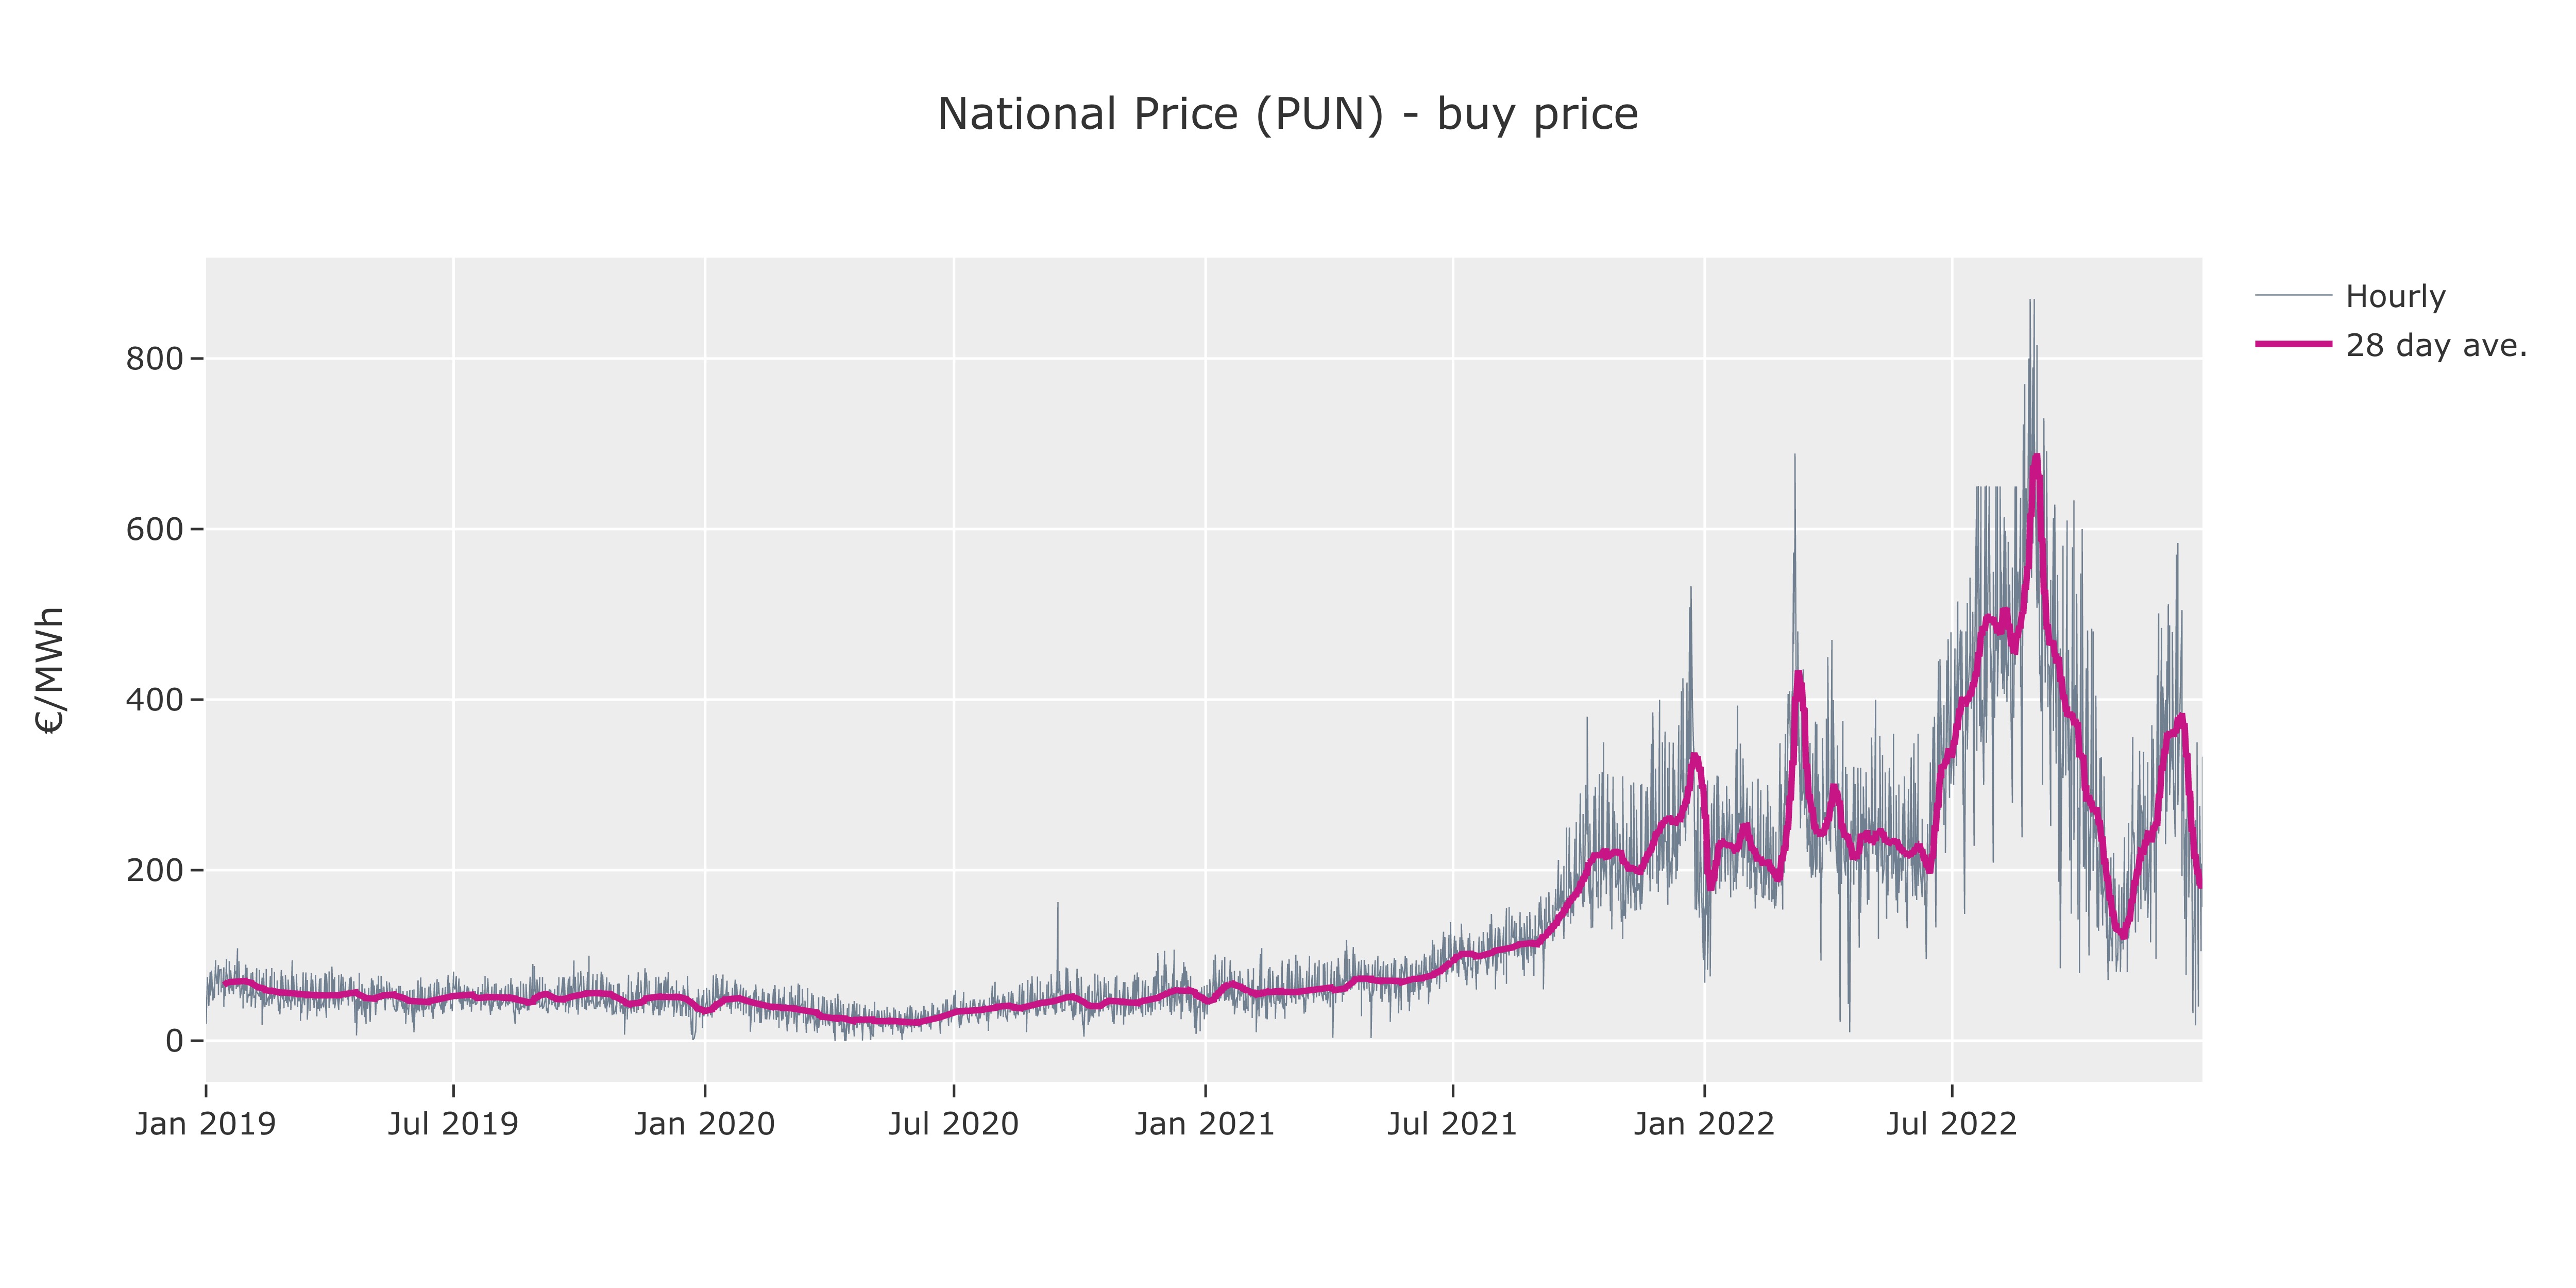 National Price (PUN) - buy price
Hourly
28 day ave.
€/MWh
800
600
400
200
0
Jan 2019
Jul 2019
Jan 2020
Jul 2020
Jan 2021
Jul 2021
Jan 2022
Jul 2022